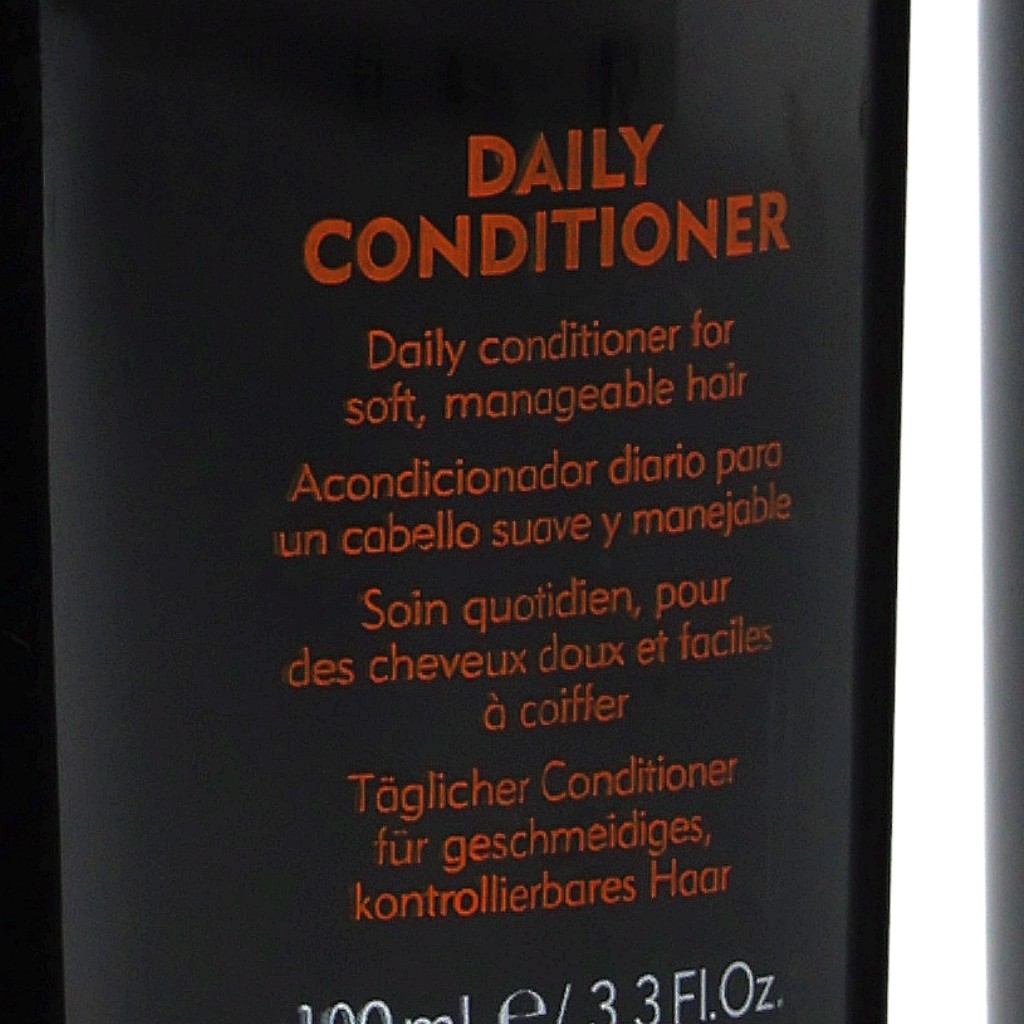 DAILY
CONDITIONER
Daily conditioner for
soft, manageable hair
Acondicionador diario para
un cabello suave y manejable
Soin quotidien, pour
des cheveux doux et faciles
à coiffer
Täglicher Conditioner
für geschmeidiges,
kontrollierbares Haar
100 ml ℮ / 3.3 Fl.Oz.